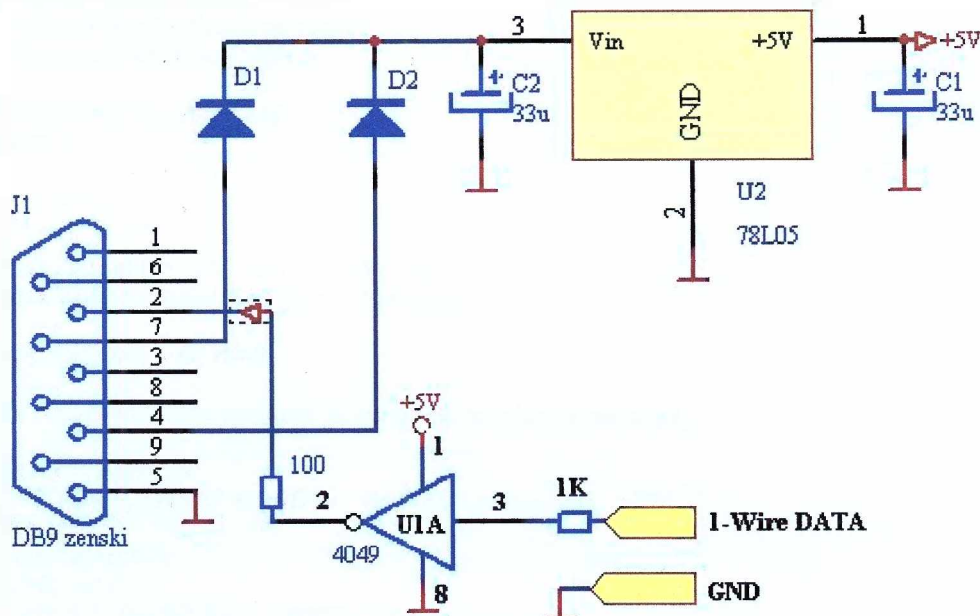 3
1
Vin
+5V
+5V
D1
D2
C2
33u
GND
C1
33u
U2
2
78L05
J1
1
6
2
7
3
8
4
9
5
+5V
1
100
2
3
1K
U1A
1-Wire DATA
4049
DB9 zenski
8
GND